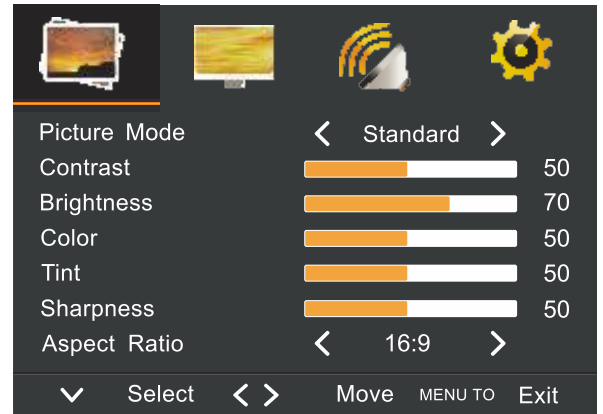 Picture Mode Standard
Contrast 50
Brightness 70
Color 50
Tint 50
Sharpness 50
Aspect Ratio 16:9
Select Move MENU TO Exit